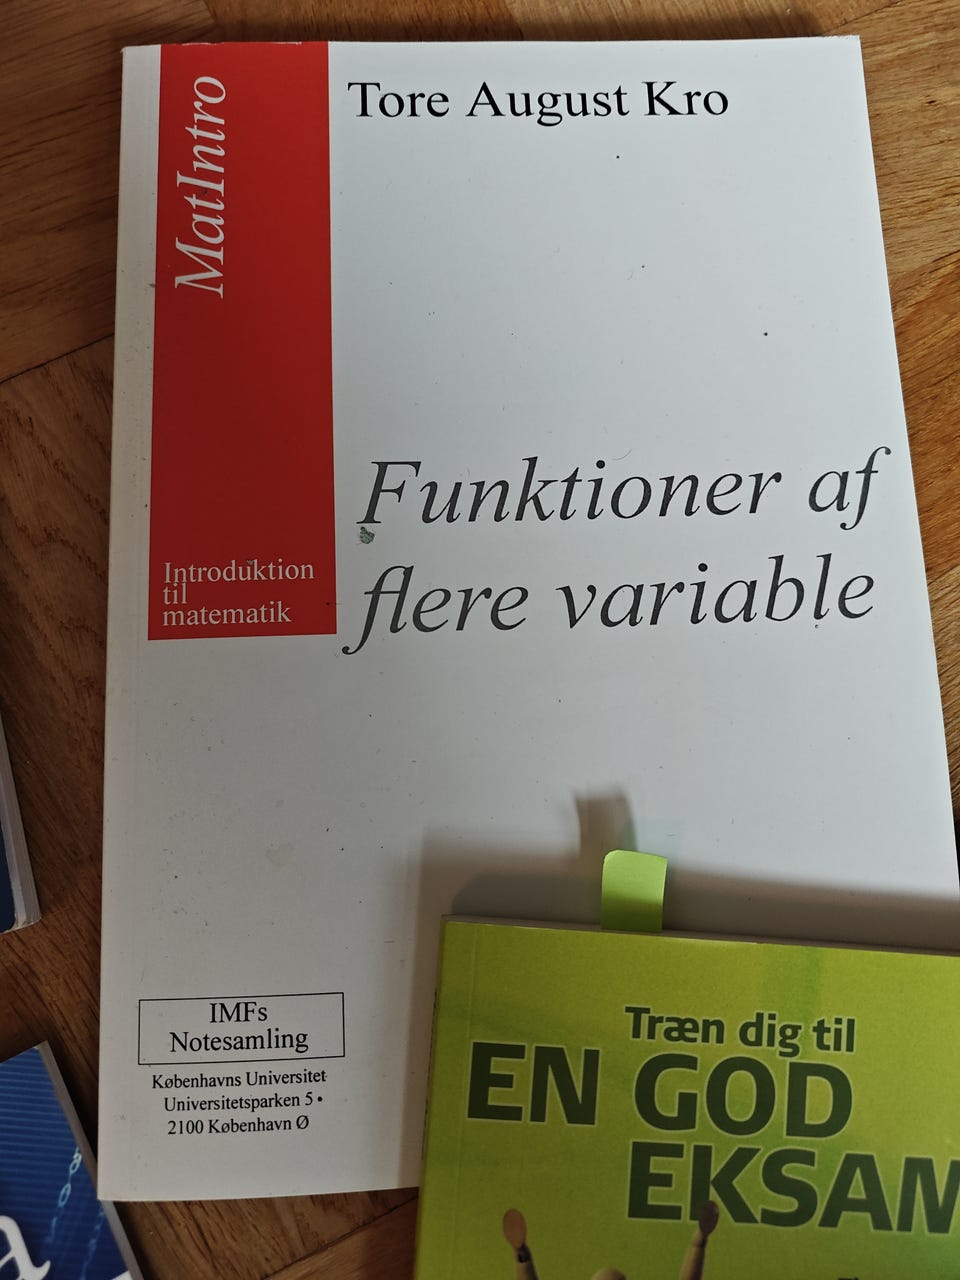 Tore August Kro
MatIntro
Funktioner af
flere variable
Introduktion
til
matematik
IMFs
Notesamling
Københavns Universitet
Universitetsparken 5 •
2100 København Ø
Træn dig til
EN GOD
EKSAM
a